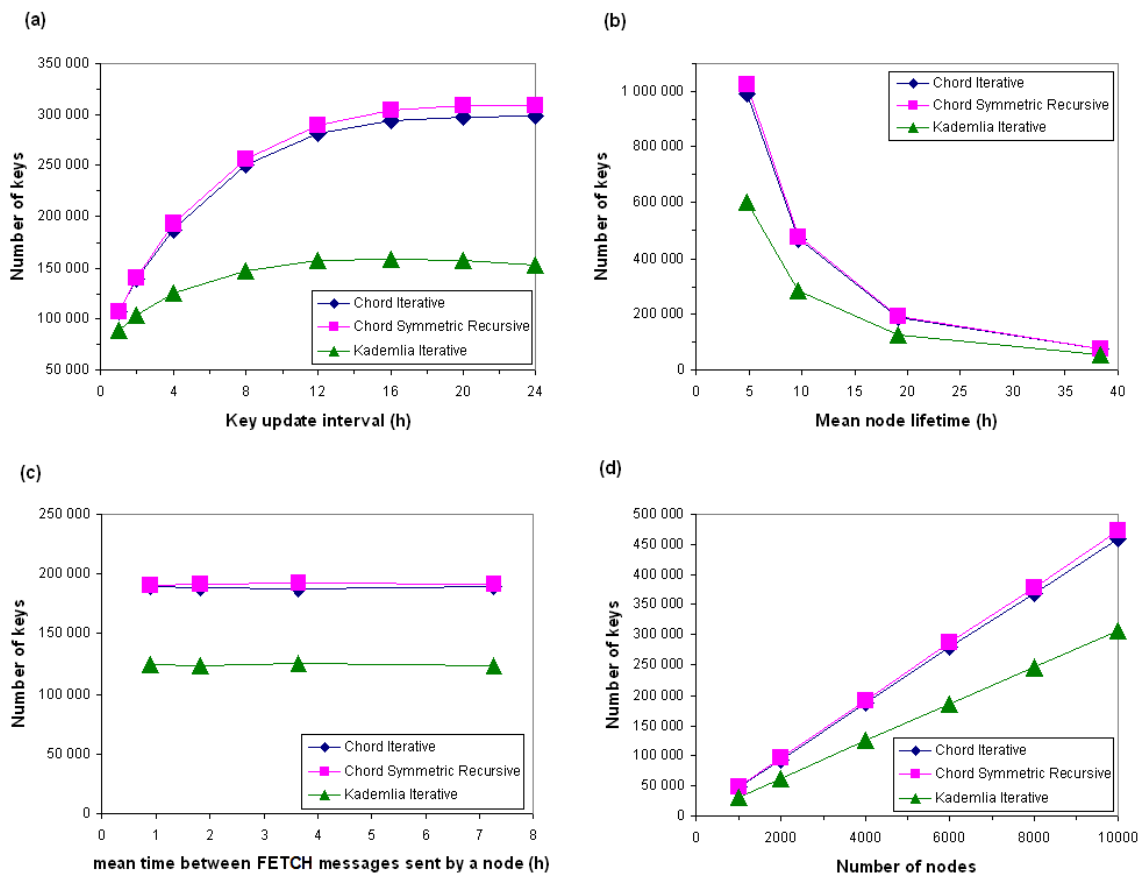 (a)
350 000
300 000
250 000
200 000
150 000
100 000
50 000
Number of keys
0
4
8
12
16
20
24
Key update interval (h)
Chord Iterative
Chord Symmetric Recursive
Kademlia Iterative
(b)
1 000 000
800 000
600 000
400 000
200 000
0
Number of keys
0
5
10
15
20
25
30
35
40
Mean node lifetime (h)
Chord Iterative
Chord Symmetric Recursive
Kademlia Iterative
(c)
250 000
200 000
150 000
100 000
50 000
0
Number of keys
0
1
2
3
4
5
6
7
8
mean time between FETCH messages sent by a node (h)
Chord Iterative
Chord Symmetric Recursive
Kademlia Iterative
(d)
500 000
450 000
400 000
350 000
300 000
250 000
200 000
150 000
100 000
50 000
0
Number of keys
0
2000
4000
6000
8000
10000
Number of nodes
Chord Iterative
Chord Symmetric Recursive
Kademlia Iterative